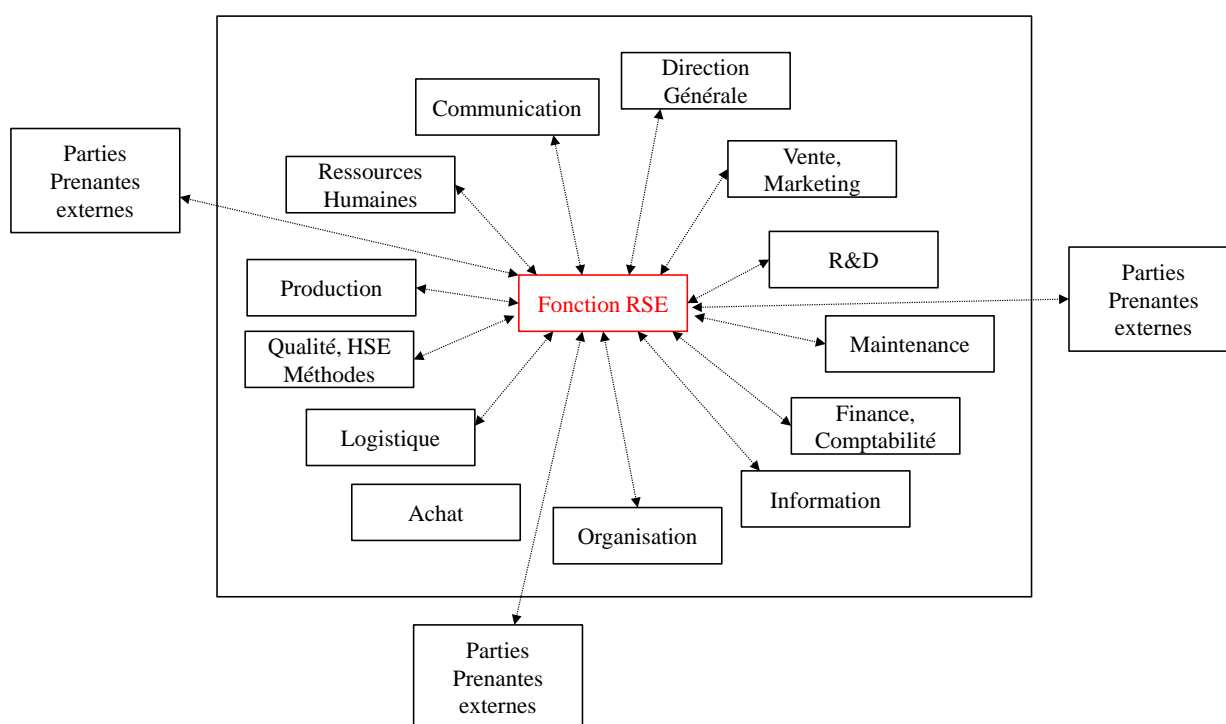 Direction
Générale
Communication
Parties
Prenantes
externes
Vente,
Marketing
Ressources
Humaines
R&D
Parties
Prenantes
externes
Production
Fonction RSE
Maintenance
Qualité, HSE
Méthodes
Finance,
Comptabilité
Logistique
Information
Achat
Organisation
Parties
Prenantes
externes